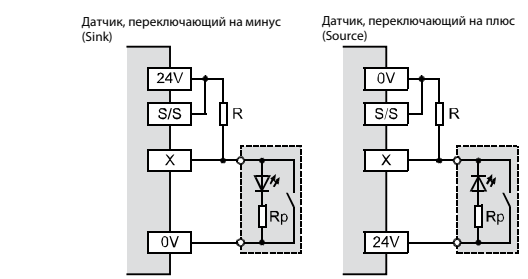 Датчик, переключающий на минус
(Sink)
24V
S/S
R
X
Rp
0V
Датчик, переключающий на плюс
(Source)
0V
S/S
R
X
Rp
24V